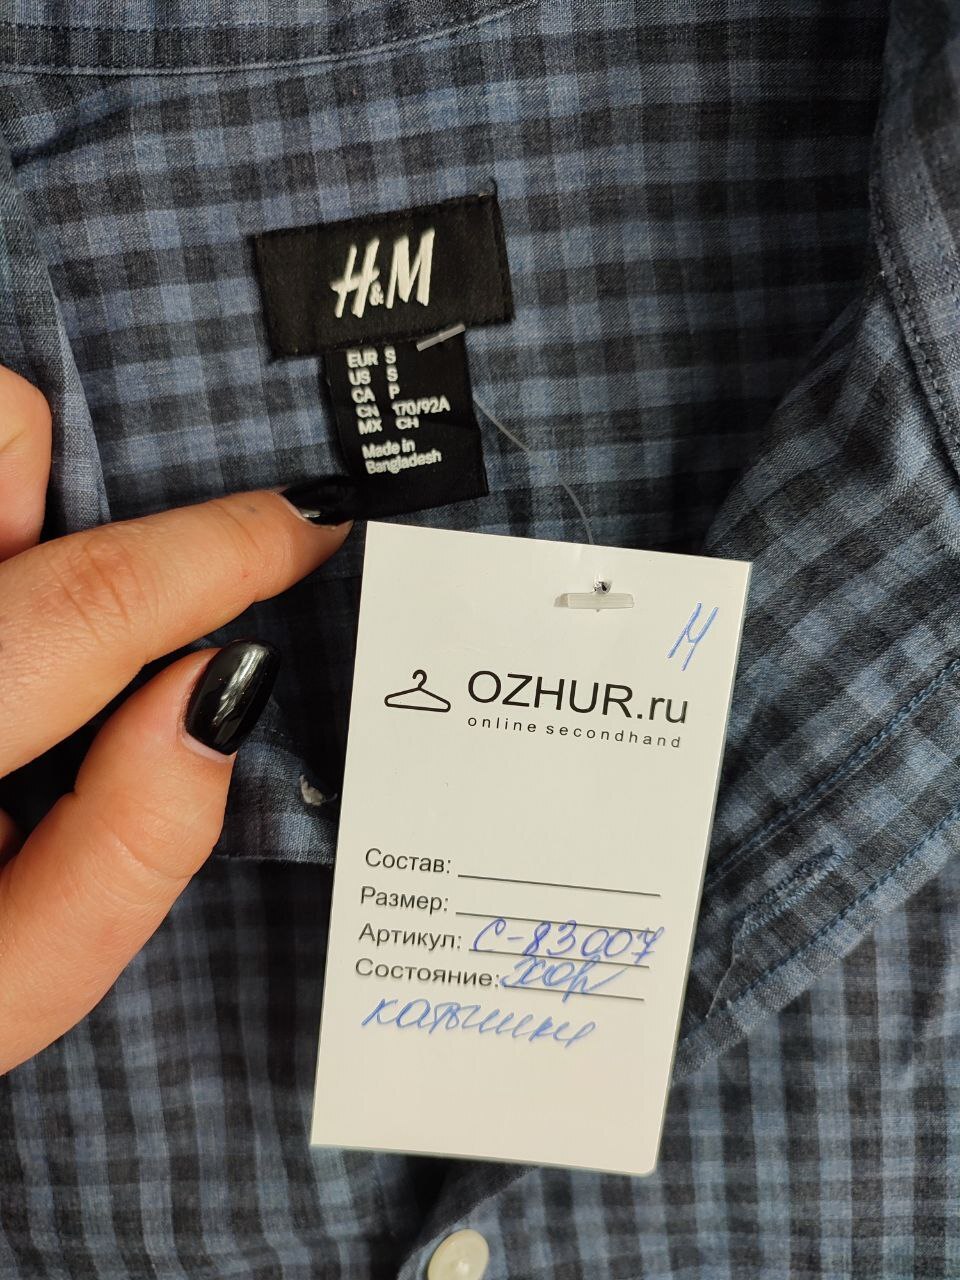 H&M
EUR S
US S
CA P
CN 170/92A
MX CH
Made in
Bangladesh
М
OZHUR.ru
online secondhand
Состав:
Размер:
Артикул: С-83007
Состояние: хор
катышки